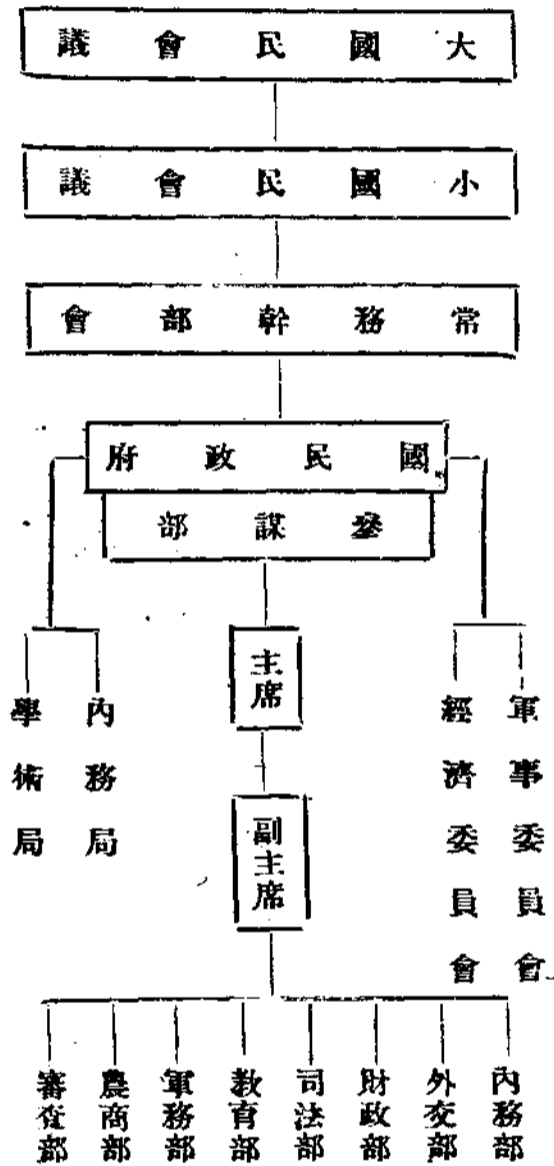 大國民會議
小國民會議
常務幹部會
國民政府
參謀部
主席
副主席
軍事委員會
經濟委員會
內務局
學術局
內務部
外交部
財政部
司法部
教育部
軍務部
農商部
審查部